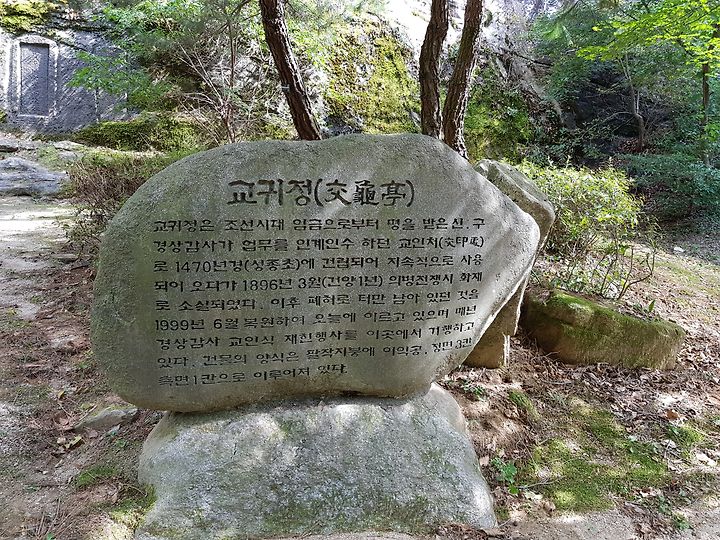 교귀정(交龜亭)
교귀정은 조선시대 임금으로부터 명을 받은 신.구
경상감사가 업무를 인계인수 하던 교인처(交印處)
로 1470년경(성종초)에 건립되어 지속적으로 사용
되어 오다가 1896년 3월(건양1년) 의병전쟁시 화재
로 소실되었다. 이후 폐허로 터만 남아 있던 것을
1999년 6월 복원하여 오늘에 이르고 있으며 매년
경상감사 교인식 재현행사를 이곳에서 거행하고
있다. 건물의 양식은 팔작지붕에 이익공, 정면 3칸
측면 1칸으로 이루어져 있다.